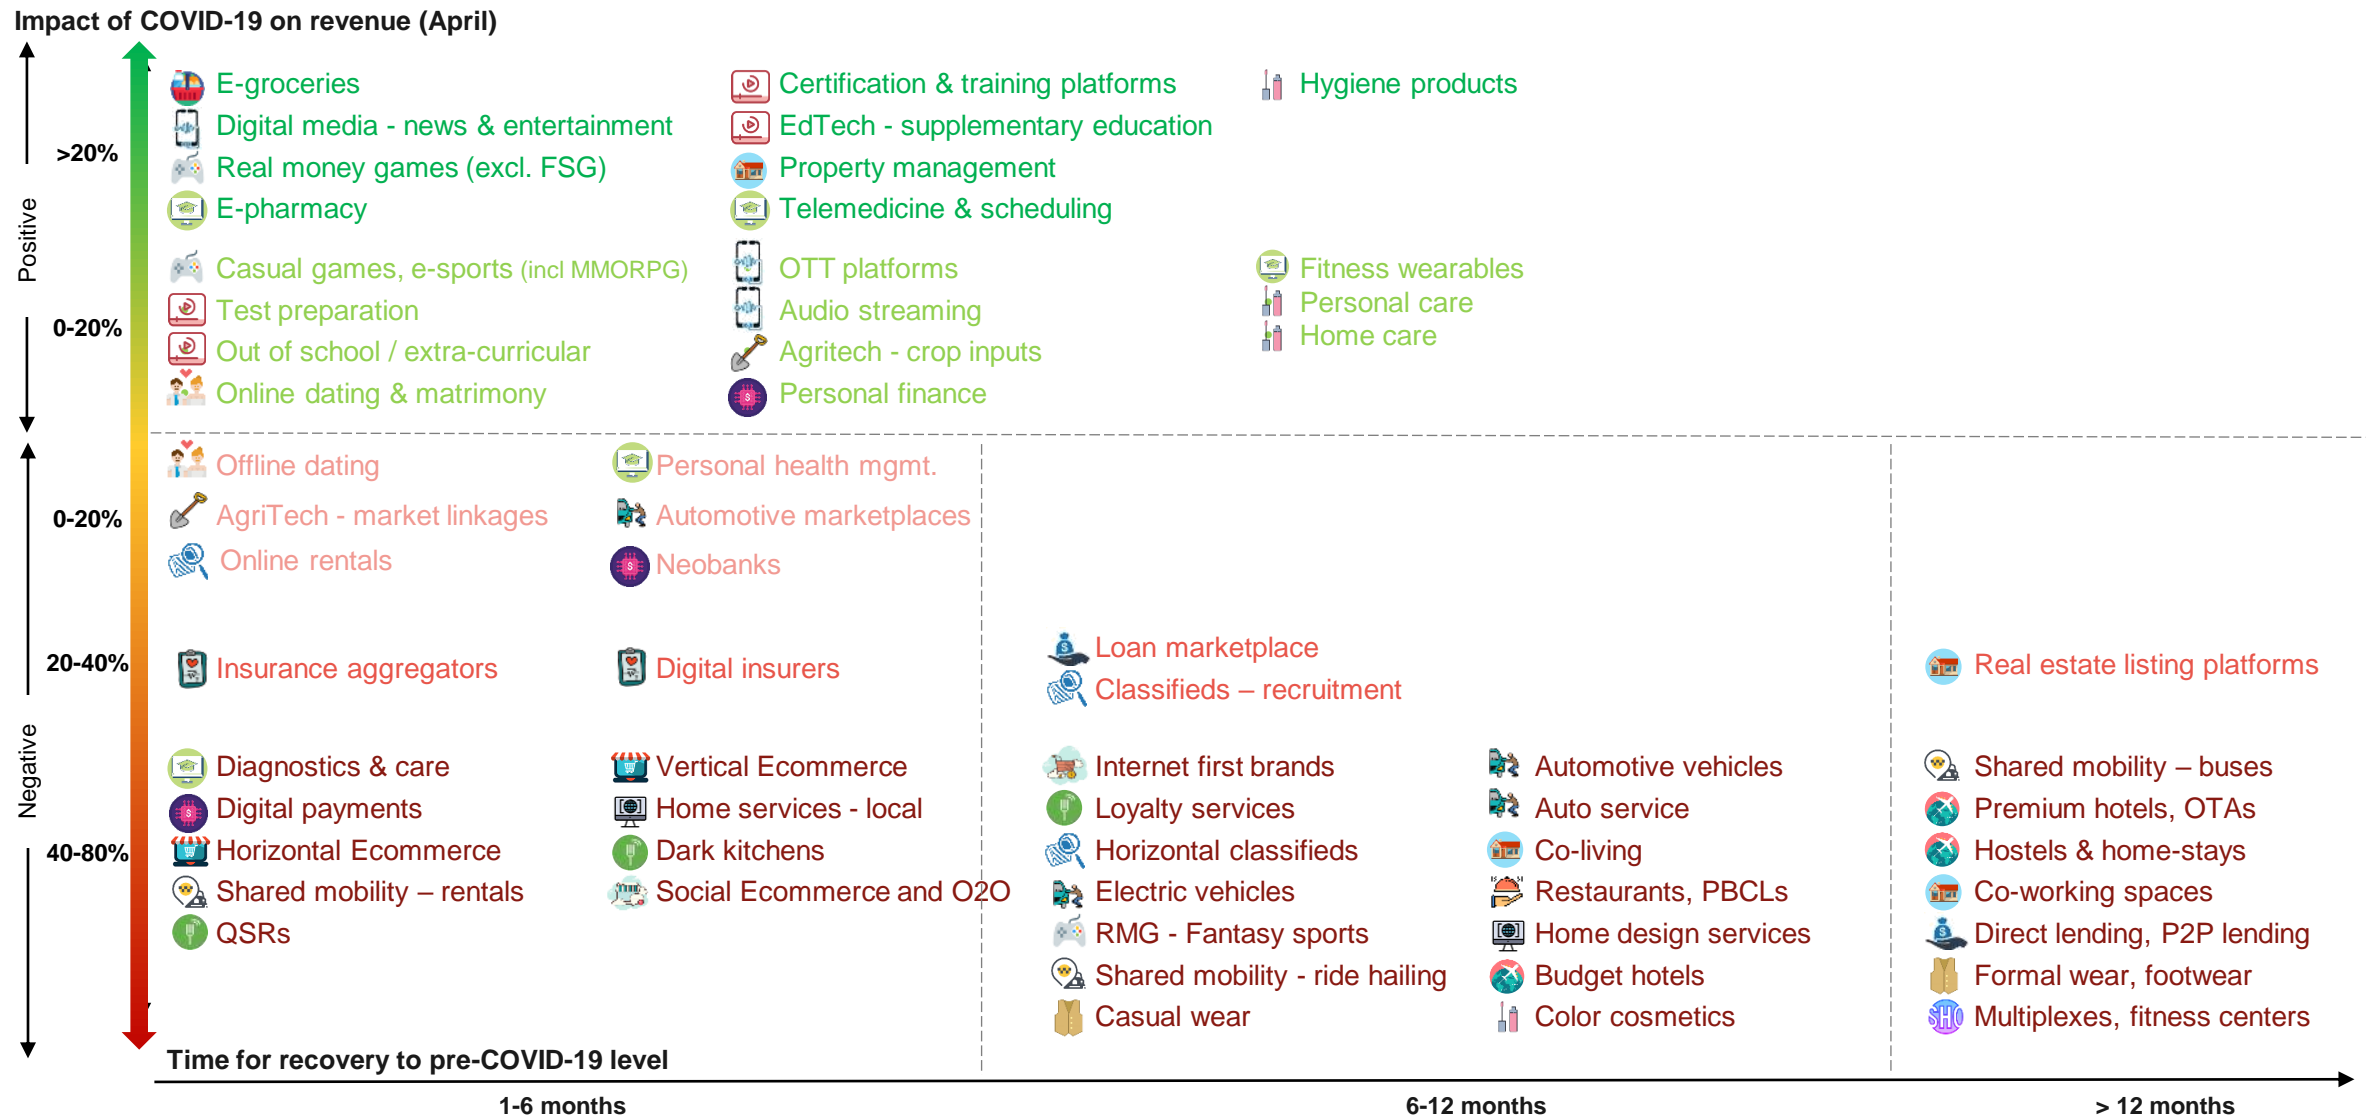 Impact of COVID-19 on revenue (April)
Positive
>20%
E-groceries
Digital media - news & entertainment
Real money games (excl. FSG)
E-pharmacy
Certification & training platforms
EdTech - supplementary education
Property management
Telemedicine & scheduling
Hygiene products
0-20%
Casual games, e-sports (incl MMORPG)
Test preparation
Out of school / extra-curricular
Online dating & matrimony
OTT platforms
Audio streaming
Agritech - crop inputs
Personal finance
Fitness wearables
Personal care
Home care
Negative
0-20%
Offline dating
AgriTech - market linkages
Online rentals
Personal health mgmt.
Automotive marketplaces
Neobanks
20-40%
Insurance aggregators
Digital insurers
Loan marketplace
Classifieds – recruitment
Real estate listing platforms
40-80%
Diagnostics & care
Digital payments
Horizontal Ecommerce
Shared mobility – rentals
QSRs
Vertical Ecommerce
Home services - local
Dark kitchens
Social Ecommerce and O2O
Internet first brands
Loyalty services
Horizontal classifieds
Electric vehicles
RMG - Fantasy sports
Shared mobility - ride hailing
Casual wear
Automotive vehicles
Auto service
Co-living
Restaurants, PBCLs
Home design services
Budget hotels
Color cosmetics
Shared mobility – buses
Premium hotels, OTAs
Hostels & home-stays
Co-working spaces
Direct lending, P2P lending
Formal wear, footwear
Multiplexes, fitness centers
Time for recovery to pre-COVID-19 level
1-6 months
6-12 months
> 12 months